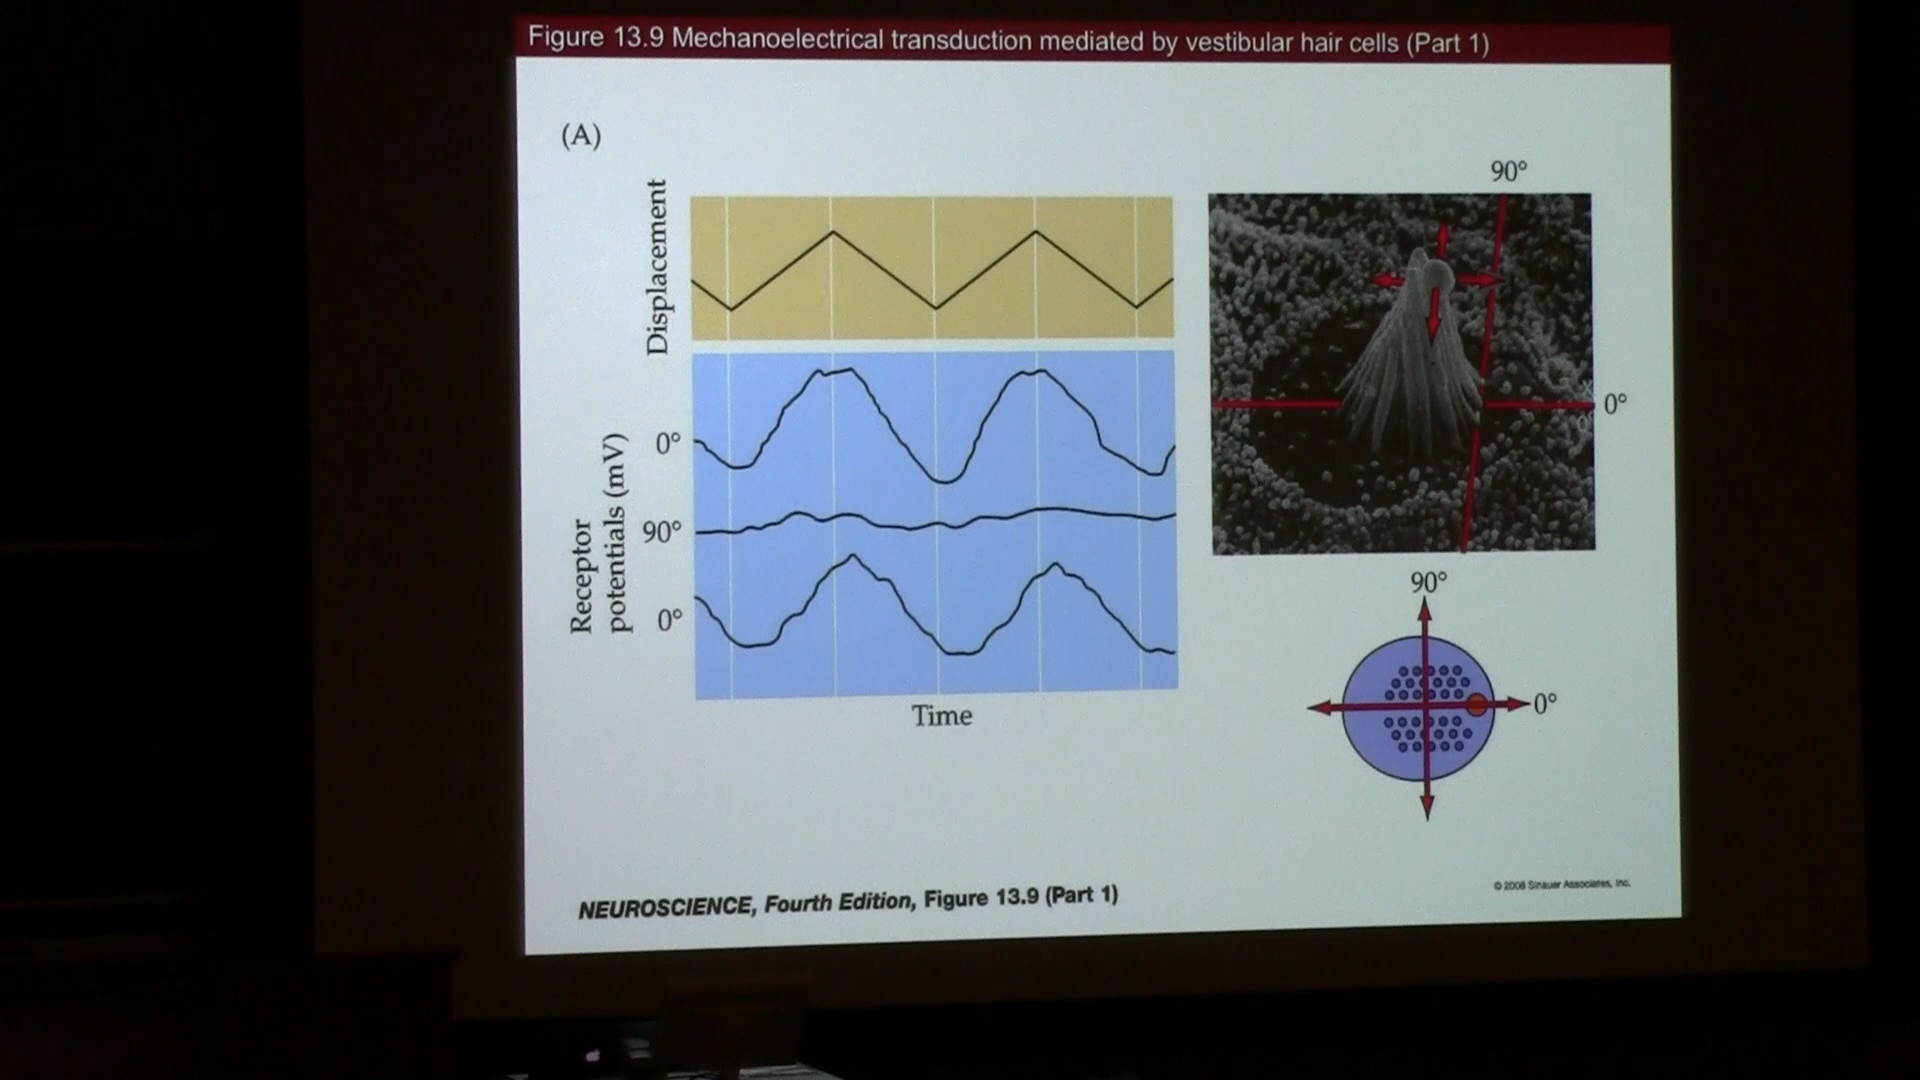 Figure 13.9 Mechanoelectrical transduction mediated by vestibular hair cells (Part 1)
(A)
Displacement
Receptor
potentials (mV)
0°
90°
0°
Time
90°
0°
90°
0°
NEUROSCIENCE, Fourth Edition, Figure 13.9 (Part 1)
© 2008 Sinauer Associates, Inc.